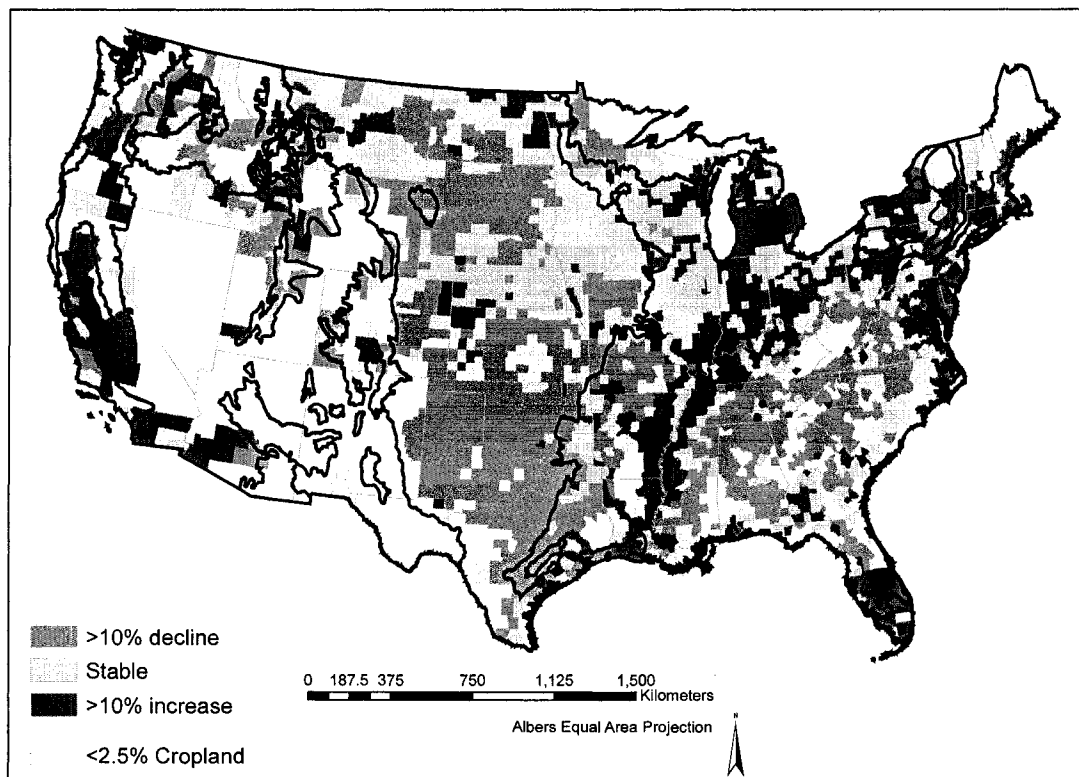 >10% decline
Stable
>10% increase
<2.5% Cropland
0 187.5 375 750 1,125 1,500
Kilometers
Albers Equal Area Projection
N